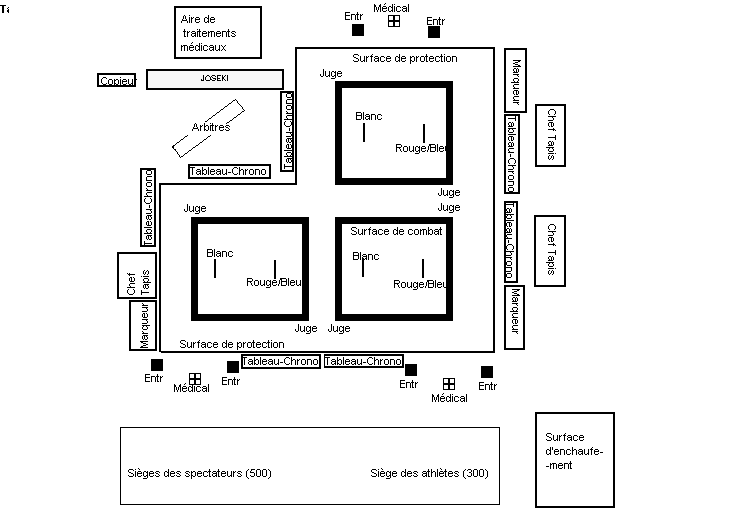 Ta
Aire de
traitements
médicaux
Médical
Entr
Entr
Surface de protection
Copieur
JOSEKI
Juge
Marqueur
Arbitres
Tableau-Chrono
Blanc
Rouge/Bleu
Tableau-Chrono
Chef Tapis
Tableau-Chrono
Juge
Tableau-Chrono
Juge
Juge
Tableau-Chrono
Surface de combat
Chef Tapis
Blanc
Rouge/Bleu
Blanc
Rouge/Bleu
Chef
Tapis
Marqueur
Marqueur
Juge
Juge
Surface de protection
Tableau-Chrono
Tableau-Chrono
Entr
Médical
Entr
Entr
Médical
Entr
Surface
d'enchaufe-
-ment
Sièges des spectateurs (500)
Siège des athlètes (300)